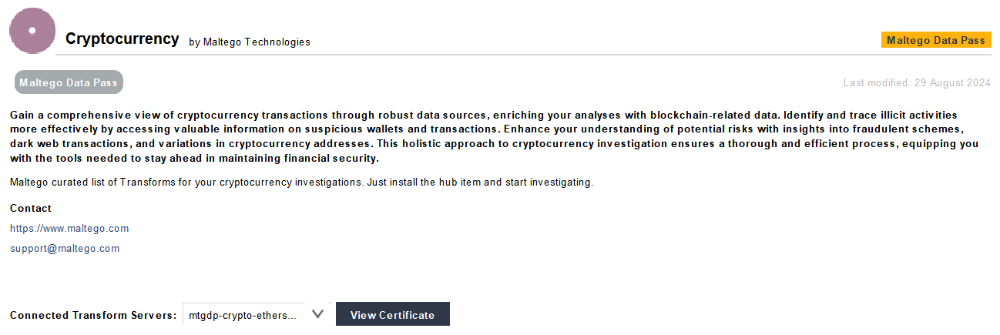 Cryptocurrency by Maltego Technologies
Maltego Data Pass
Maltego Data Pass
Last modified: 29 August 2024
Gain a comprehensive view of cryptocurrency transactions through robust data sources, enriching your analyses with blockchain-related data. Identify and trace illicit activities
more effectively by accessing valuable information on suspicious wallets and transactions. Enhance your understanding of potential risks with insights into fraudulent schemes,
dark web transactions, and variations in cryptocurrency addresses. This holistic approach to cryptocurrency investigation ensures a thorough and efficient process, equipping you
with the tools needed to stay ahead in maintaining financial security.
Maltego curated list of Transforms for your cryptocurrency investigations. Just install the hub item and start investigating.
Contact
https://www.maltego.com
support@maltego.com
Connected Transform Servers: mtgdp-crypto-ethers... View Certificate